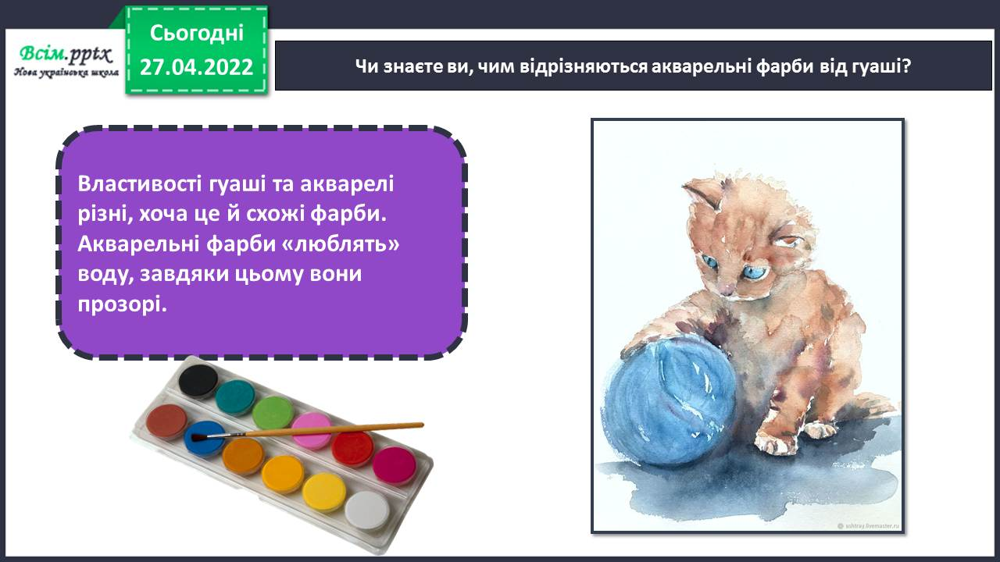 Всім.pptx
Нова українська школа
Сьогодні
27.04.2022
Чи знаєте ви, чим відрізняються акварельні фарби від гуаші?
Властивості гуаші та акварелі
різні, хоча це й схожі фарби.
Акварельні фарби «люблять»
воду, завдяки цьому вони
прозорі.
ashtray.livemaster.ru